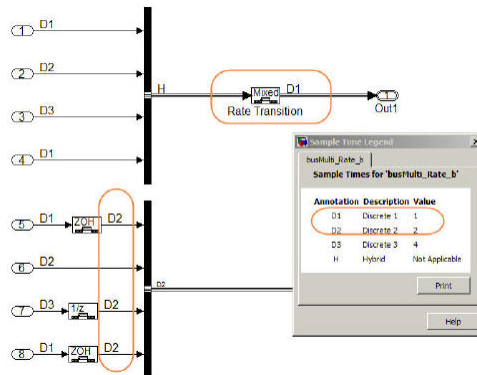 1 D1
2 D2
H Mixed D1 1
Rate Transition Out1
3 D3
4 D1
Sample Time Legend
busMulti_Rate_b
Sample Times for 'busMulti_Rate_b'
Annotation Description Value
D1 Discrete 1 1
D2 Discrete 2 2
D3 Discrete 3 4
H Hybrid Not Applicable
Print
Help
5 D1 ZOH D2
6 D2
D2
7 D3 1/z D2
8 D1 ZOH D2